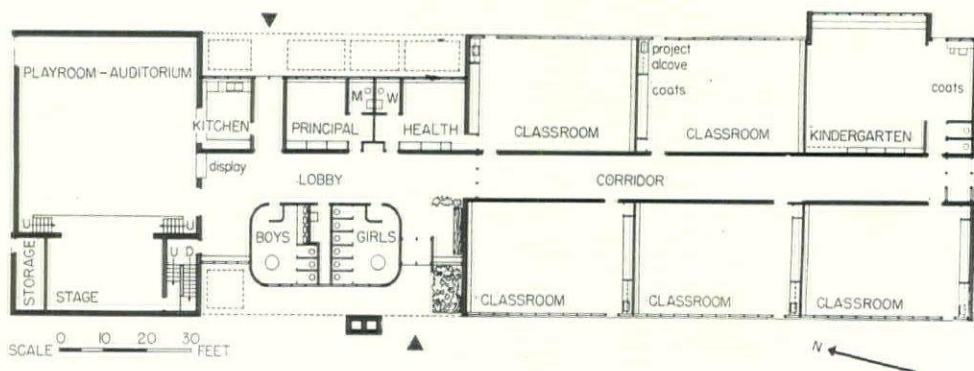 PLAYROOM – AUDITORIUM
KITCHEN
PRINCIPAL
M
W
HEALTH
CLASSROOM
project
alcove
coats
CLASSROOM
KINDERGARTEN
coats
display
LOBBY
CORRIDOR
U
U
BOYS
GIRLS
STORAGE
STAGE
U D
CLASSROOM
CLASSROOM
CLASSROOM
SCALE 0 10 20 30 FEET
N